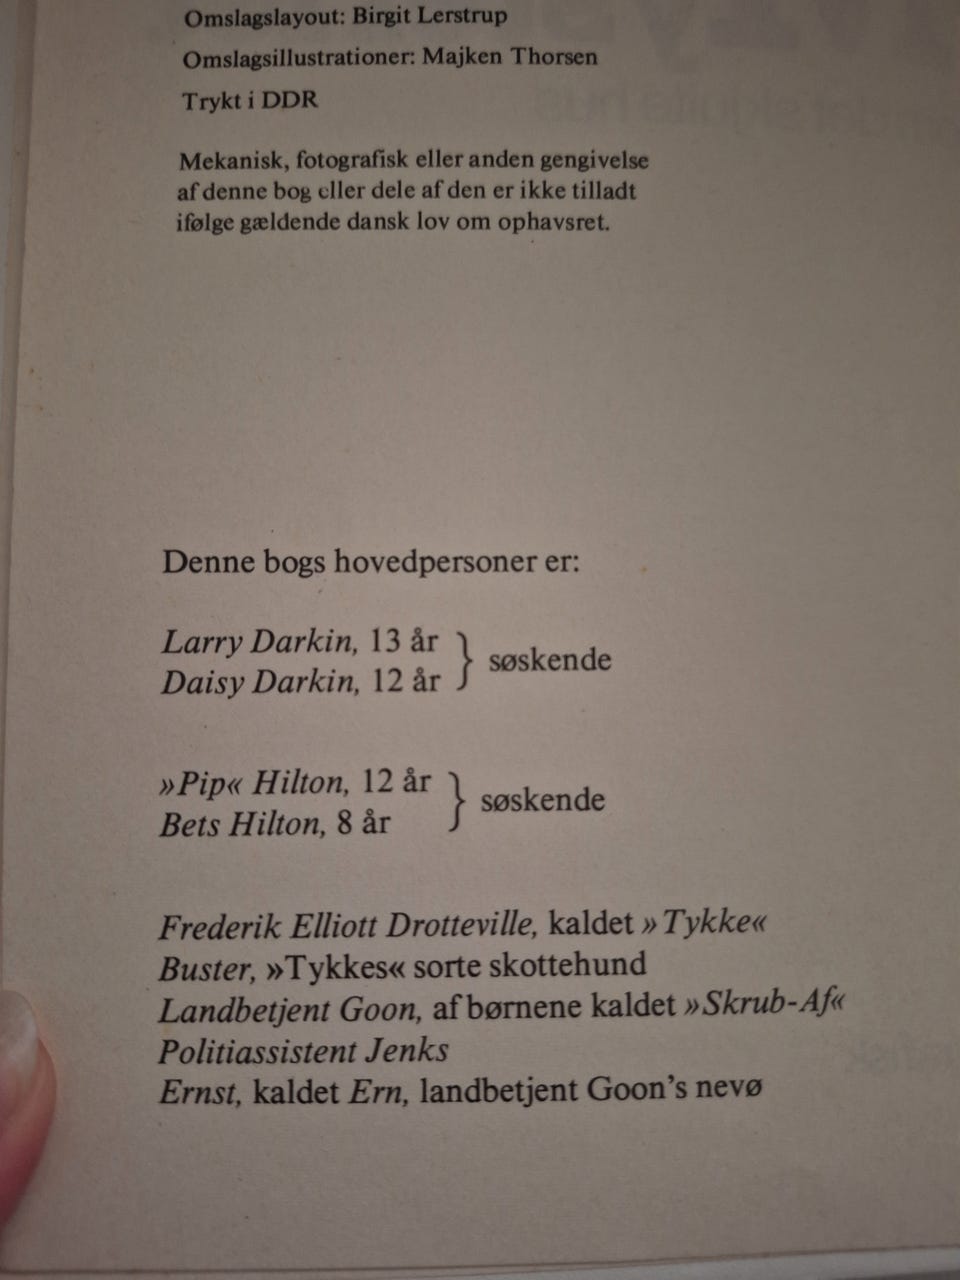 Omslagslayout: Birgit Lerstrup
Omslagsillustrationer: Majken Thorsen
Trykt i DDR
Mekanisk, fotografisk eller anden gengivelse
af denne bog eller dele af den er ikke tilladt
ifølge gældende dansk lov om ophavsret.
Denne bogs hovedpersoner er:
Larry Darkin, 13 år
Daisy Darkin, 12 år
søskende
»Pip« Hilton, 12 år
Bets Hilton, 8 år
søskende
Frederik Elliott Drotteville, kaldet »Tykke«
Buster, »Tykkes« sorte skottehund
Landbetjent Goon, af børnene kaldet »Skrub-Af«
Politiassistent Jenks
Ernst, kaldet Ern, landbetjent Goon's nevø